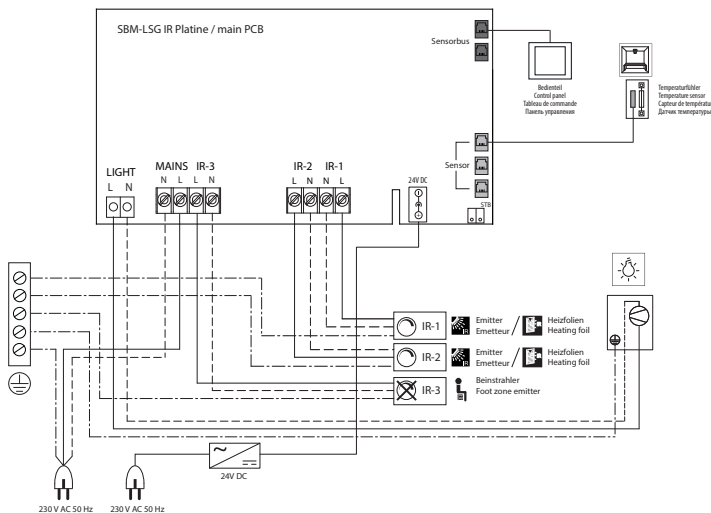 SBM-LSG IR Platine / main PCB
Sensorbus
Bedienteil
Control panel
Tableau de commande
Панель управления
Temperaturfühler
Temperature sensor
Capteur de températu
Датчик температуры
Sensor
LIGHT
L N
MAINS IR-3
N L L N
IR-2 IR-1
L N N L
24V DC
STB
IR-1
Emitter
Emetteur
/
R
Heizfolien
Heating foil
IR-2
Emitter
Emetteur
/
R
Heizfolien
Heating foil
IR-3
Beinstrahler
Foot zone emitter
24V DC
230 V AC 50 Hz
230 V AC 50 Hz